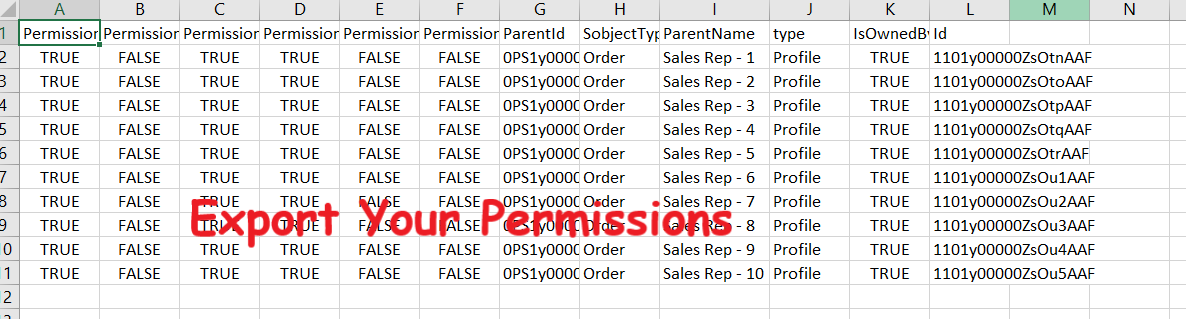 A B C D E F G H I J K L M N
1 Permission Permission Permission Permission Permission Permission ParentId SobjectTyp ParentName type IsOwnedBy Id
2 TRUE FALSE TRUE TRUE FALSE FALSE 0PS1y0000 Order Sales Rep - 1 Profile TRUE 1101y00000ZsOtnAAF
3 TRUE FALSE TRUE TRUE FALSE FALSE 0PS1y0000 Order Sales Rep - 2 Profile TRUE 1101y00000ZsOtoAAF
4 TRUE FALSE TRUE TRUE FALSE FALSE 0PS1y0000 Order Sales Rep - 3 Profile TRUE 1101y00000ZsOtpAAF
5 TRUE FALSE TRUE TRUE FALSE FALSE 0PS1y0000 Order Sales Rep - 4 Profile TRUE 1101y00000ZsOtqAAF
6 TRUE FALSE TRUE TRUE FALSE FALSE 0PS1y0000 Order Sales Rep - 5 Profile TRUE 1101y00000ZsOtrAAF
7 TRUE FALSE TRUE TRUE FALSE FALSE 0PS1y0000 Order Sales Rep - 6 Profile TRUE 1101y00000ZsOu1AAF
8 TRUE FALSE TRUE TRUE FALSE FALSE 0PS1y0000 Order Sales Rep - 7 Profile TRUE 1101y00000ZsOu2AAF
Export Your Permissions
9 TRUE FALSE TRUE TRUE FALSE FALSE 0PS1y0000 Order Sales Rep - 8 Profile TRUE 1101y00000ZsOu3AAF
10 TRUE FALSE TRUE TRUE FALSE FALSE 0PS1y0000 Order Sales Rep - 9 Profile TRUE 1101y00000ZsOu4AAF
11 TRUE FALSE TRUE TRUE FALSE FALSE 0PS1y0000 Order Sales Rep - 10 Profile TRUE 1101y00000ZsOu5AAF
12
13